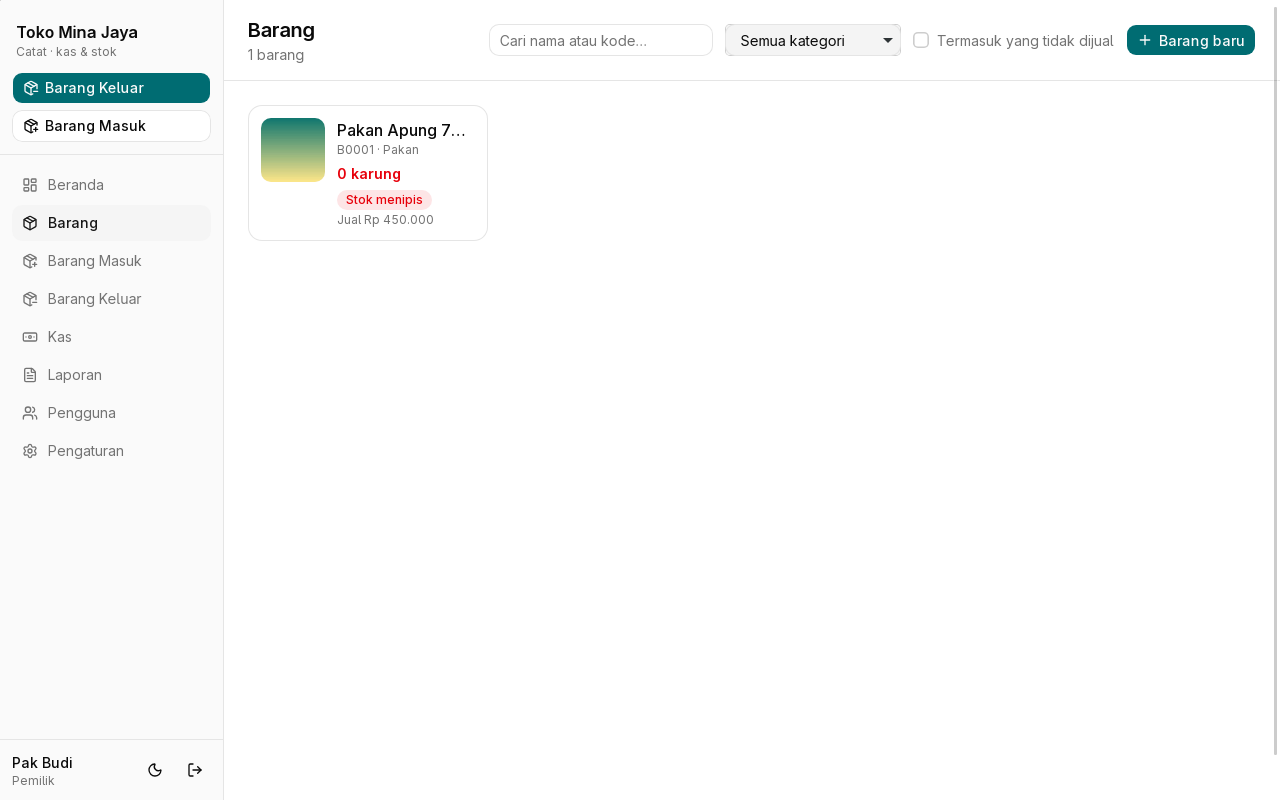 Toko Mina Jaya
Catat · kas & stok
Barang Keluar
Barang Masuk
Beranda
Barang
Barang Masuk
Barang Keluar
Kas
Laporan
Pengguna
Pengaturan
Pak Budi
Pemilik
Barang
1 barang
Cari nama atau kode...
Semua kategori
Termasuk yang tidak dijual
Barang baru
Pakan Apung 7...
B0001 · Pakan
0 karung
Stok menipis
Jual Rp 450.000